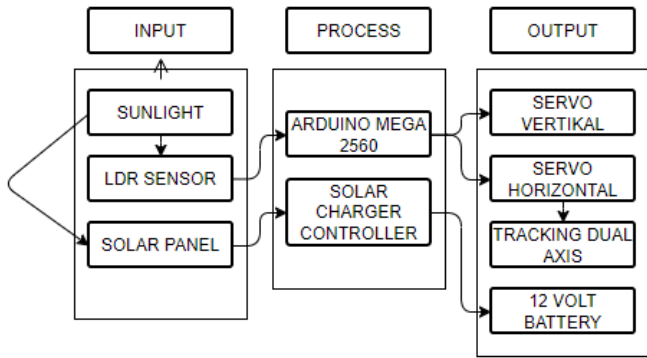 INPUT
PROCESS
OUTPUT
SUNLIGHT
LDR SENSOR
SOLAR PANEL
ARDUINO MEGA
2560
SOLAR
CHARGER
CONTROLLER
SERVO
VERTIKAL
SERVO
HORIZONTAL
TRACKING DUAL
AXIS
12 VOLT
BATTERY